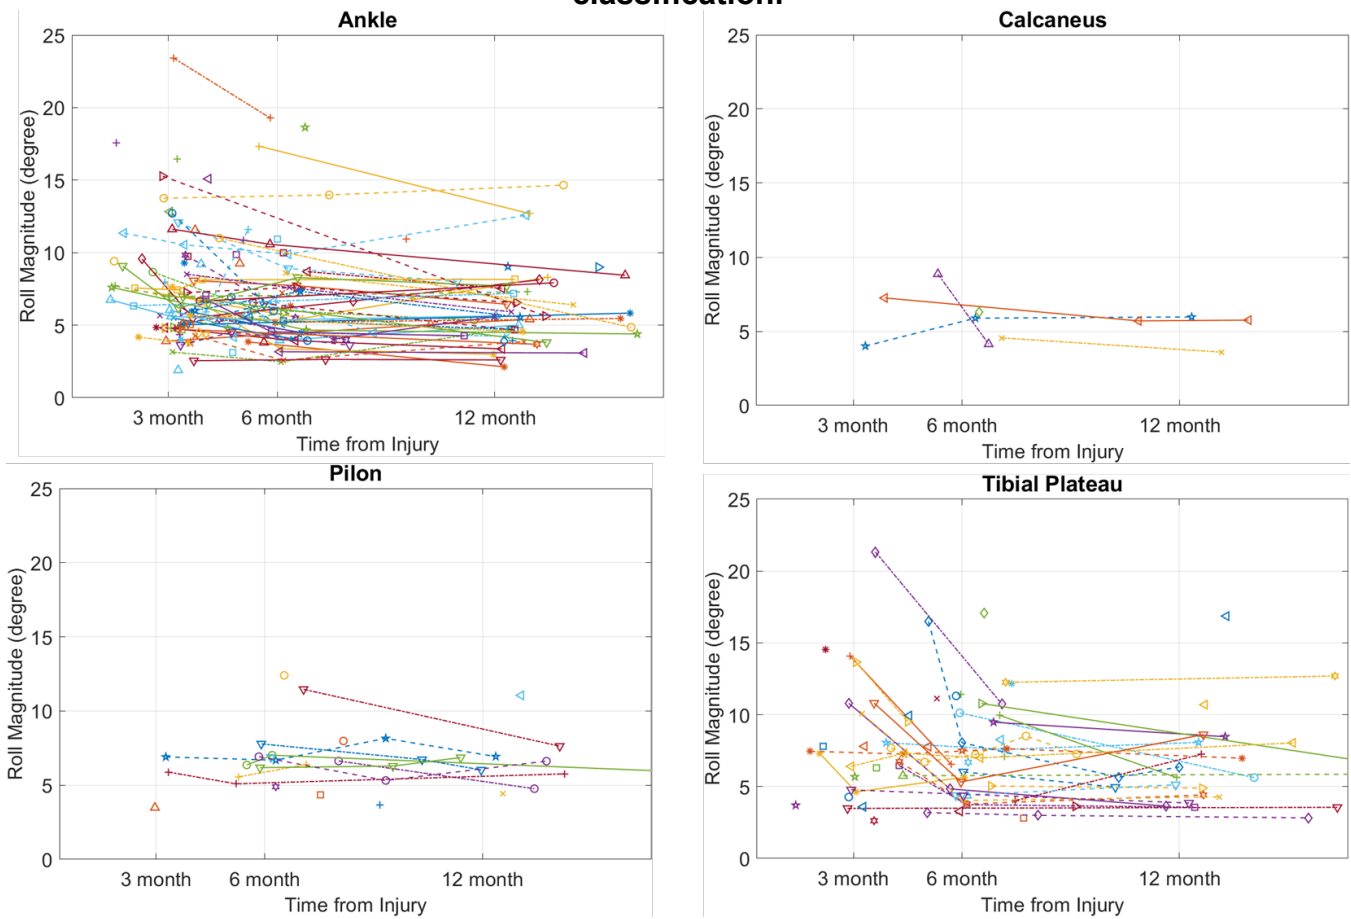 classification.
Ankle
25
20
15
10
5
0
Roll Magnitude (degree)
3 month 6 month 12 month
Time from Injury
Calcaneus
25
20
15
10
5
0
Roll Magnitude (degree)
3 month 6 month 12 month
Time from Injury
Pilon
25
20
15
10
5
0
Roll Magnitude (degree)
3 month 6 month 12 month
Time from Injury
Tibial Plateau
25
20
15
10
5
0
Roll Magnitude (degree)
3 month 6 month 12 month
Time from Injury